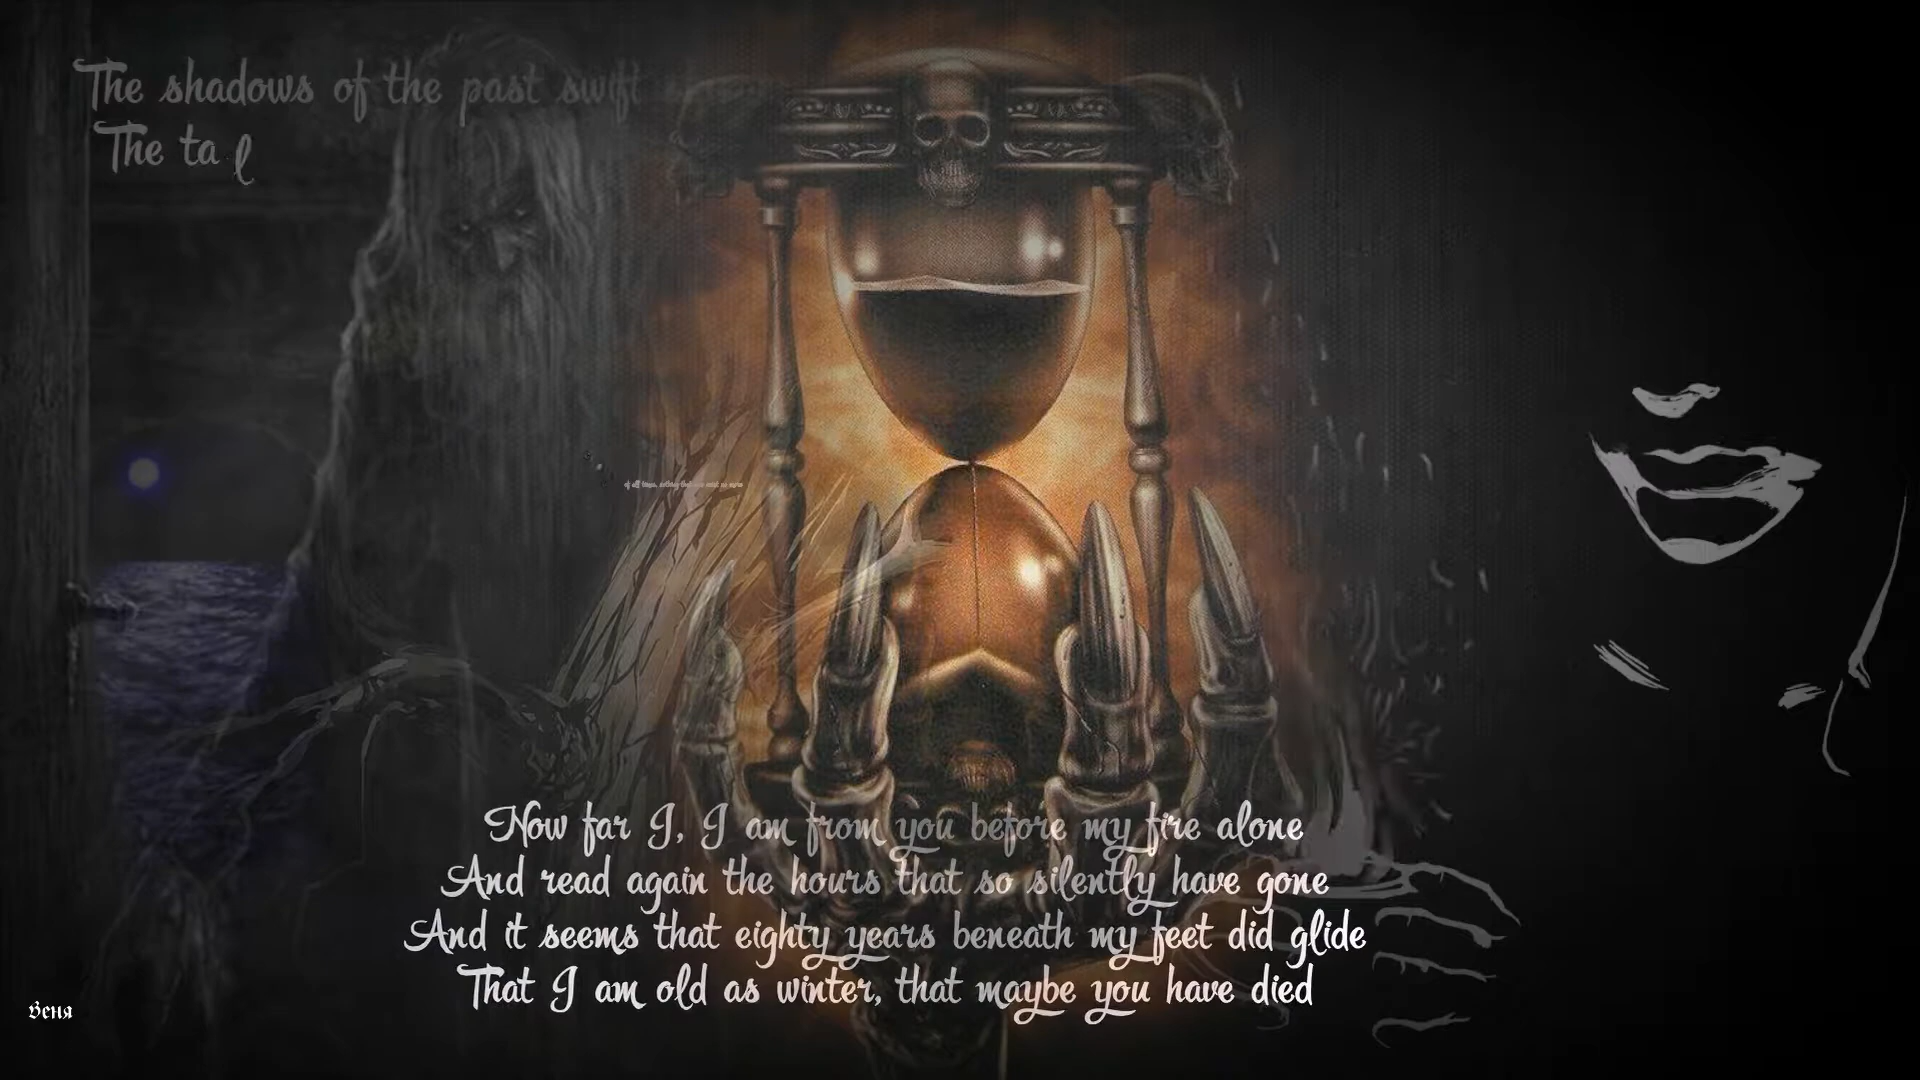 The shadows of the past swift
The ta l
Now far I, I am from you before my fire alone
And read again the hours that so silently have gone
And it seems that eighty years beneath my feet did glide
That I am old as winter, that maybe you have died
Веня